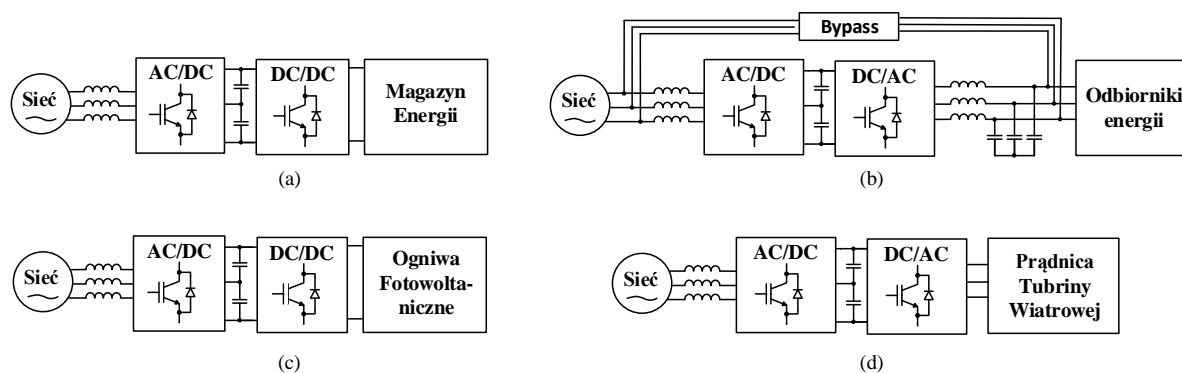 Sieć
AC/DC
DC/DC
Magazyn
Energii
(a)
Bypass
Sieć
AC/DC
DC/AC
Odbiorniki
energii
(b)
Sieć
AC/DC
DC/DC
Ogniwa
Fotowolta-
niczne
(c)
Sieć
AC/DC
DC/AC
Prądnica
Tubriny
Wiatrowej
(d)